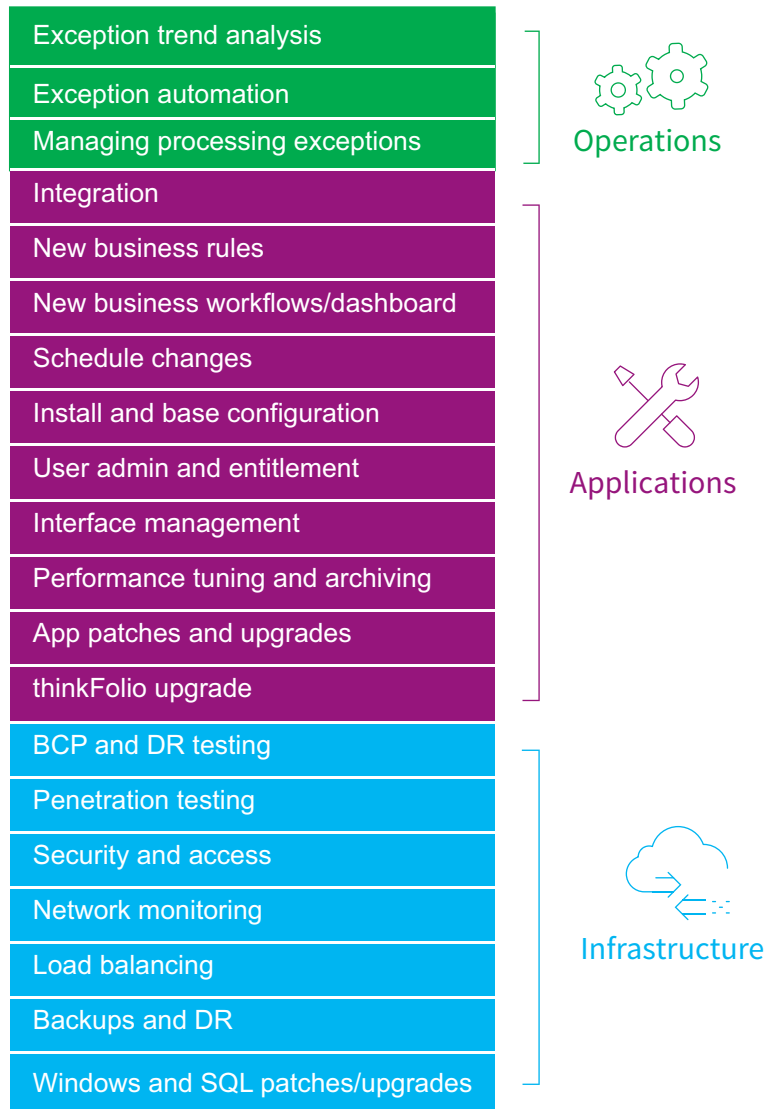 Exception trend analysis
Exception automation
Managing processing exceptions
Operations
Integration
New business rules
New business workflows/dashboard
Schedule changes
Install and base configuration
User admin and entitlement
Interface management
Performance tuning and archiving
App patches and upgrades
thinkFolio upgrade
Applications
BCP and DR testing
Penetration testing
Security and access
Network monitoring
Load balancing
Backups and DR
Windows and SQL patches/upgrades
Infrastructure